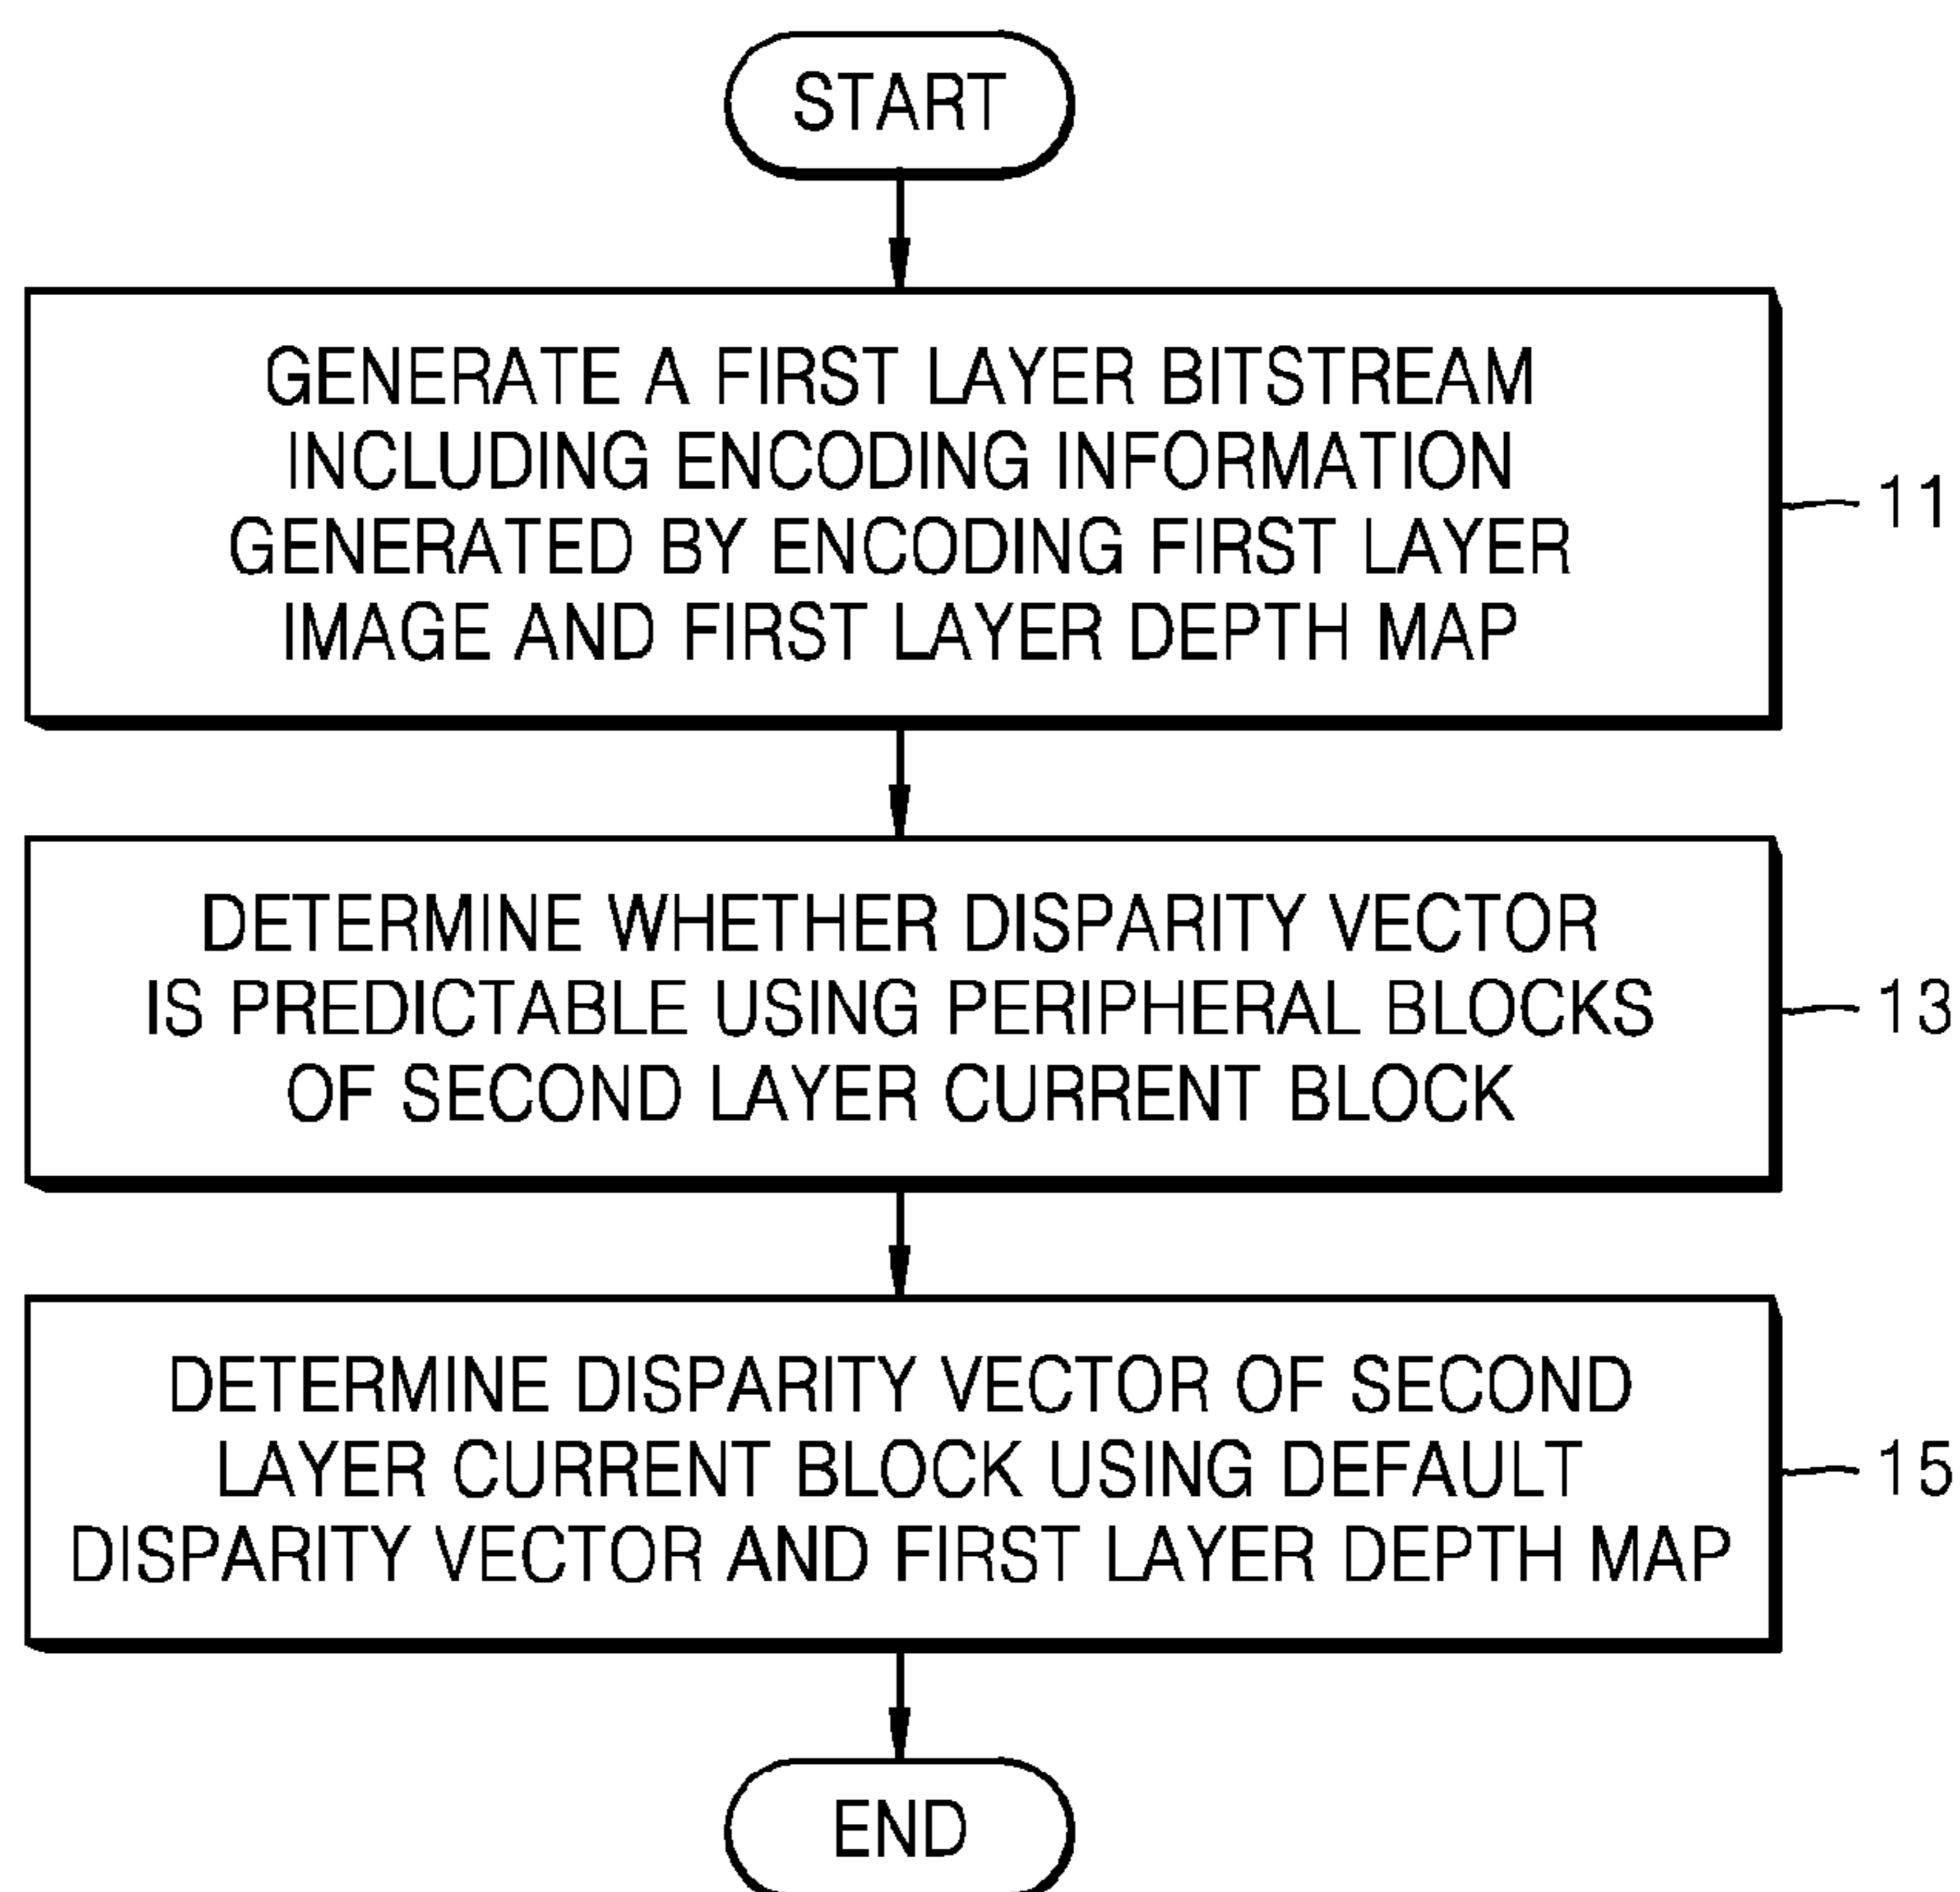 START
GENERATE A FIRST LAYER BITSTREAM
INCLUDING ENCODING INFORMATION
GENERATED BY ENCODING FIRST LAYER
IMAGE AND FIRST LAYER DEPTH MAP
11
DETERMINE WHETHER DISPARITY VECTOR
IS PREDICTABLE USING PERIPHERAL BLOCKS
OF SECOND LAYER CURRENT BLOCK
13
DETERMINE DISPARITY VECTOR OF SECOND
LAYER CURRENT BLOCK USING DEFAULT
DISPARITY VECTOR AND FIRST LAYER DEPTH MAP
15
END